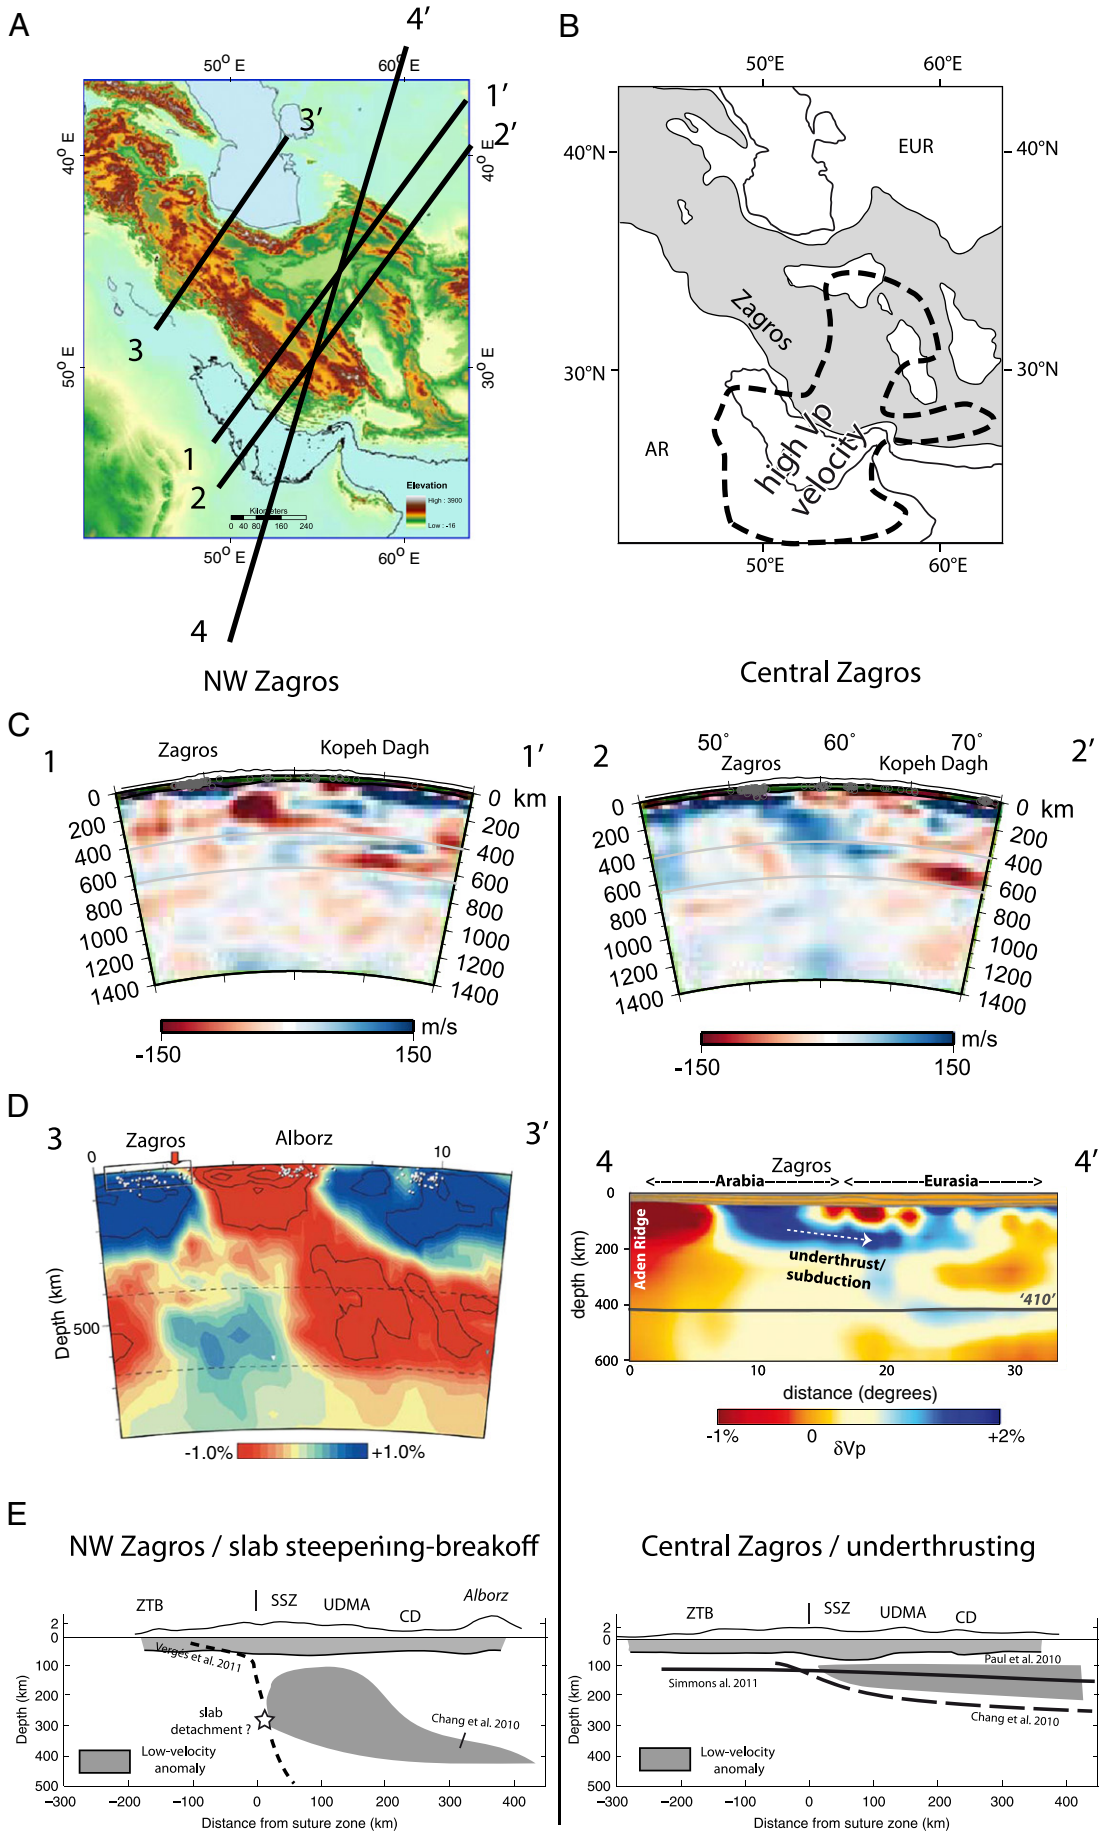 A
4'
B
50° E
60° E
50° E
60° E
1'
3'
2'
40° E
40° E
40°N
EUR
40°N
Zagros
3
50° E
30° E
30°N
30°N
high Vp
velocity
AR
1
2
Elevation
High : 3900
Low : -16
Kilometers
0 40 80 160 240
50° E
60° E
50°E
60°E
4
NW Zagros
Central Zagros
C
1
Zagros
Kopeh Dagh
1'
0 km
200
400
600
800
1000
1200
1400
0
200
400
600
800
1000
1200
1400
m/s
-150
150
2
50°
60°
70°
2'
Zagros
Kopeh Dagh
0 km
200
400
600
800
1000
1200
1400
0
200
400
600
800
1000
1200
1400
m/s
-150
150
D
3
Zagros
Alborz
3'
0
10
Depth (km)
500
-1.0%
+1.0%
4
Zagros
4'
<-------Arabia------->
<-------Eurasia------->
Aden Ridge
underthrust/
subduction
'410'
depth (km)
0
200
400
600
0
10
20
30
distance (degrees)
-1%
0
+2%
δVp
E
NW Zagros / slab steepening-breakoff
Central Zagros / underthrusting
ZTB
SSZ
UDMA
CD
Alborz
2
0
100
200
300
400
500
Depth (km)
Vergés et al. 2011
slab
detachment ?
Chang et al. 2010
Low-velocity
anomaly
−300 −200 −100 0 100 200 300 400
Distance from suture zone (km)
ZTB
SSZ
UDMA
CD
2
0
100
200
300
400
500
Depth (km)
Paul et al. 2010
Simmons al. 2011
Chang et al. 2010
Low-velocity
anomaly
−300 −200 −100 0 100 200 300 400
Distance from suture zone (km)